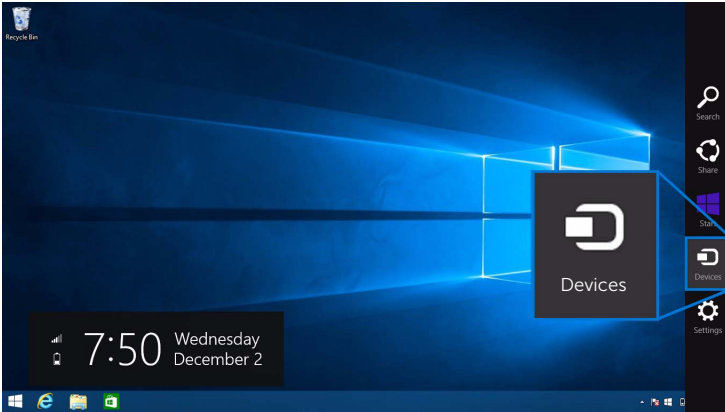 Recycle Bin
Search
Share
Start
Devices
Devices
Settings
7:50
Wednesday
December 2